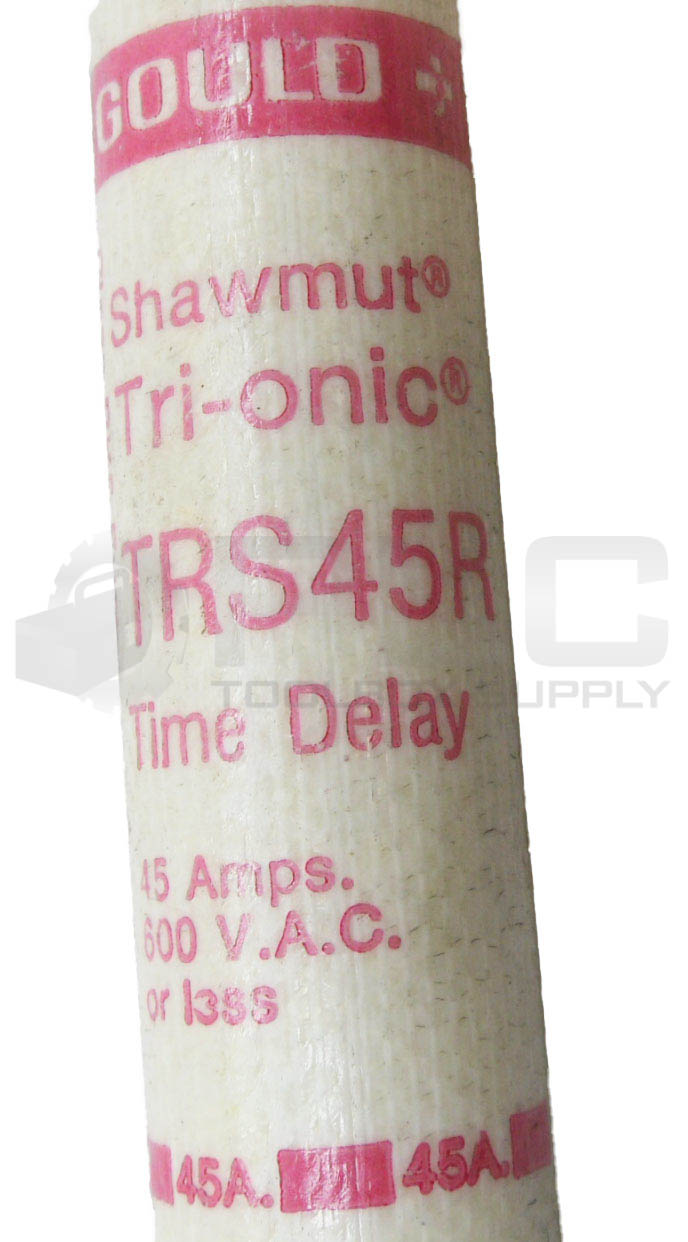 GOULD
Shawmut®
Tri-onic®
TRS45R
Time Delay
45 Amps.
600 V.A.C.
or l3ss
45A. 45A.